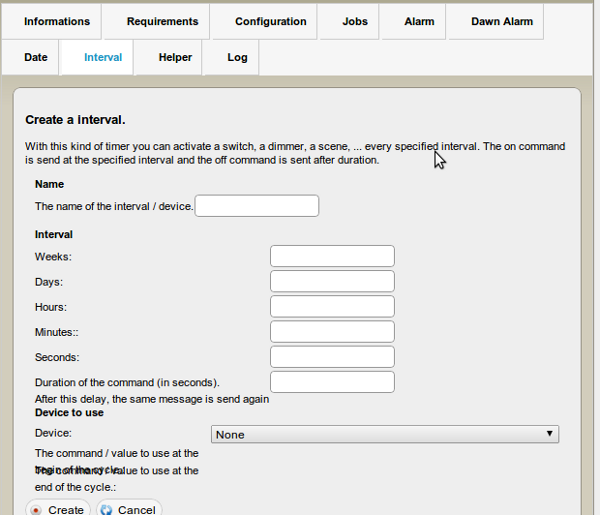 Informations Requirements Configuration Jobs Alarm Dawn Alarm
Date Interval Helper Log
Create a interval.
With this kind of timer you can activate a switch, a dimmer, a scene, ... every specified interval. The on command
is send at the specified interval and the off command is sent after duration.
Name
The name of the interval / device.
Interval
Weeks:
Days:
Hours:
Minutes::
Seconds:
Duration of the command (in seconds).
After this delay, the same message is send again
Device to use
Device: None
The command / value to use at the
begin of the cycle.:
The command / value to use at the
end of the cycle.:
Create Cancel